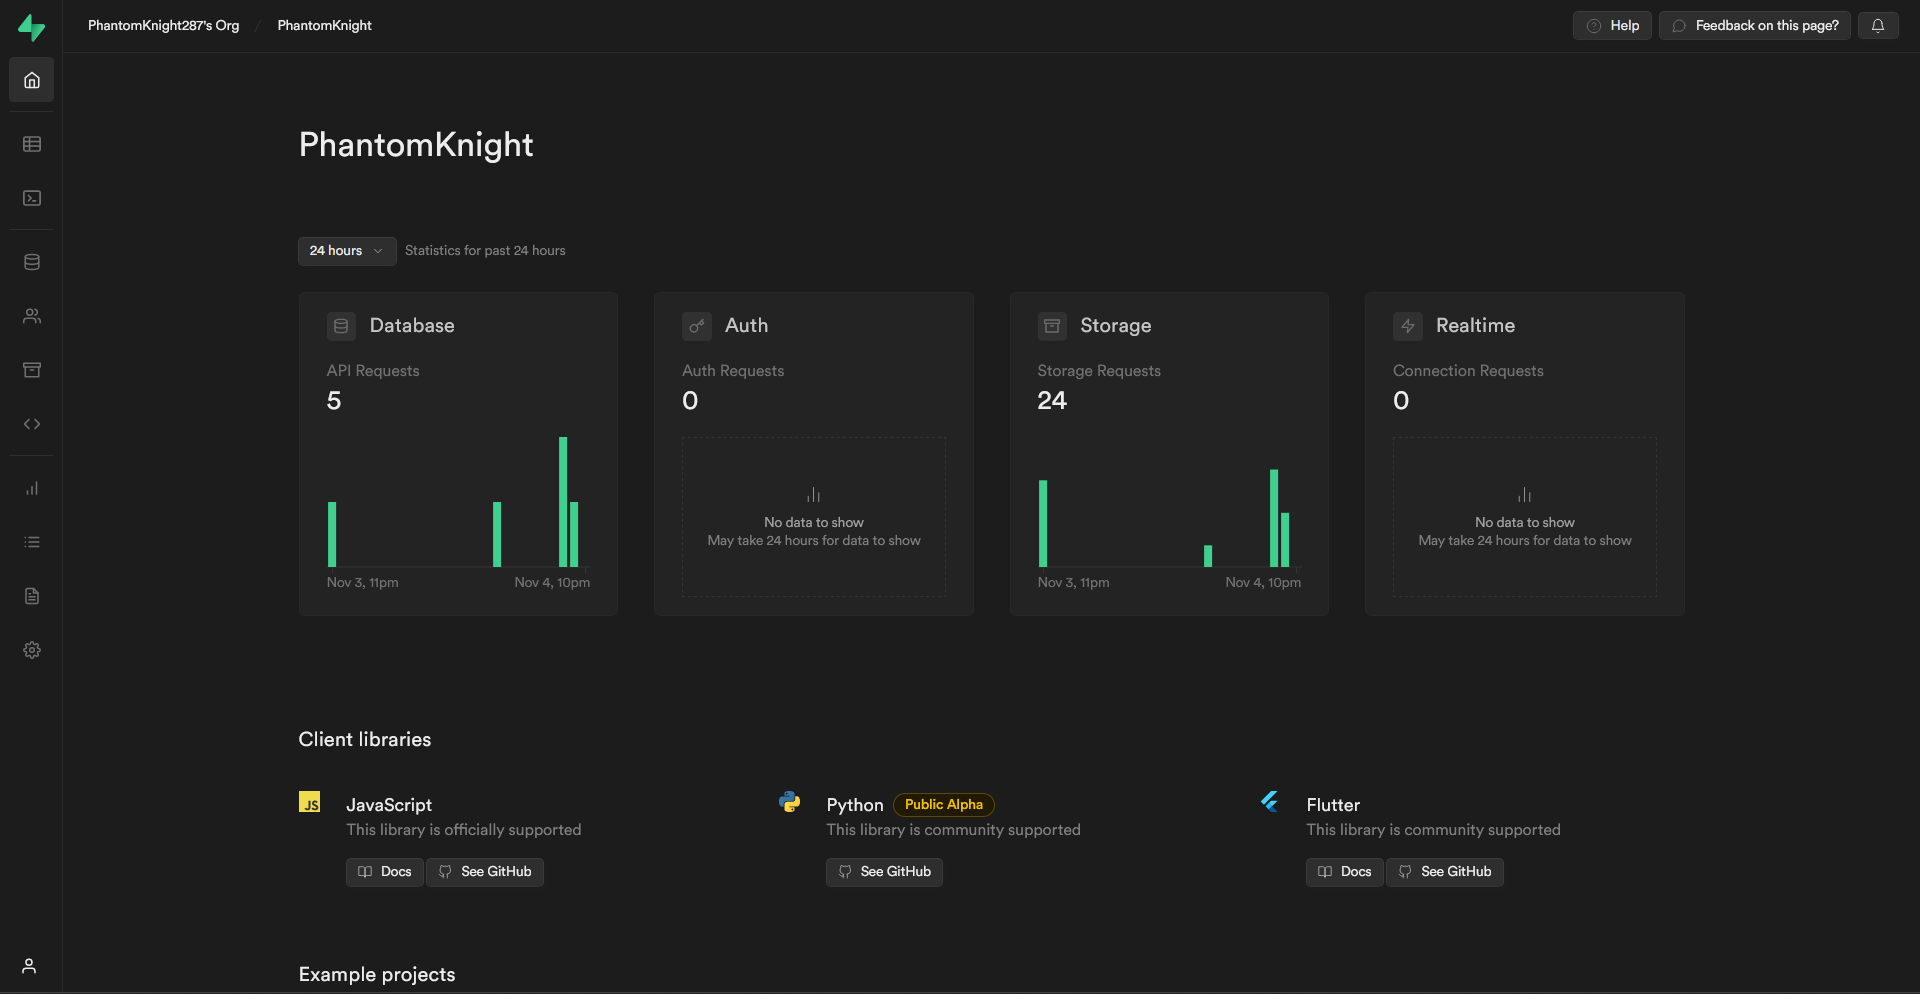 PhantomKnight287's Org / PhantomKnight
Help
Feedback on this page?
PhantomKnight
24 hours
Statistics for past 24 hours
Database
API Requests
5
Nov 3, 11pm
Nov 4, 10pm
Auth
Auth Requests
0
No data to show
May take 24 hours for data to show
Storage
Storage Requests
24
Nov 3, 11pm
Nov 4, 10pm
Realtime
Connection Requests
0
No data to show
May take 24 hours for data to show
Client libraries
JS
JavaScript
This library is officially supported
Docs
See GitHub
Python
Public Alpha
This library is community supported
See GitHub
Flutter
This library is community supported
Docs
See GitHub
Example projects